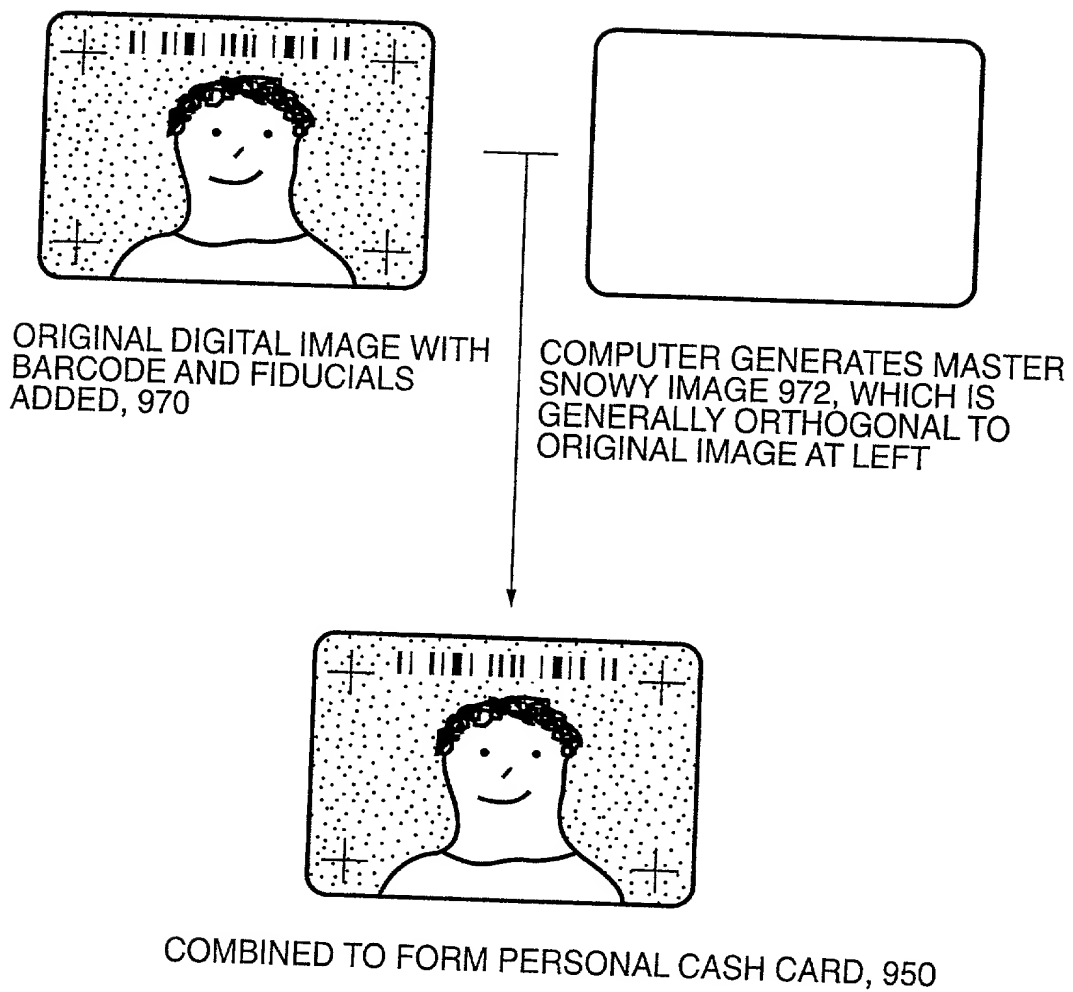 ORIGINAL DIGITAL IMAGE WITH
BARCODE AND FIDUCIALS
ADDED, 970
COMPUTER GENERATES MASTER
SNOWY IMAGE 972, WHICH IS
GENERALLY ORTHOGONAL TO
ORIGINAL IMAGE AT LEFT
COMBINED TO FORM PERSONAL CASH CARD, 950